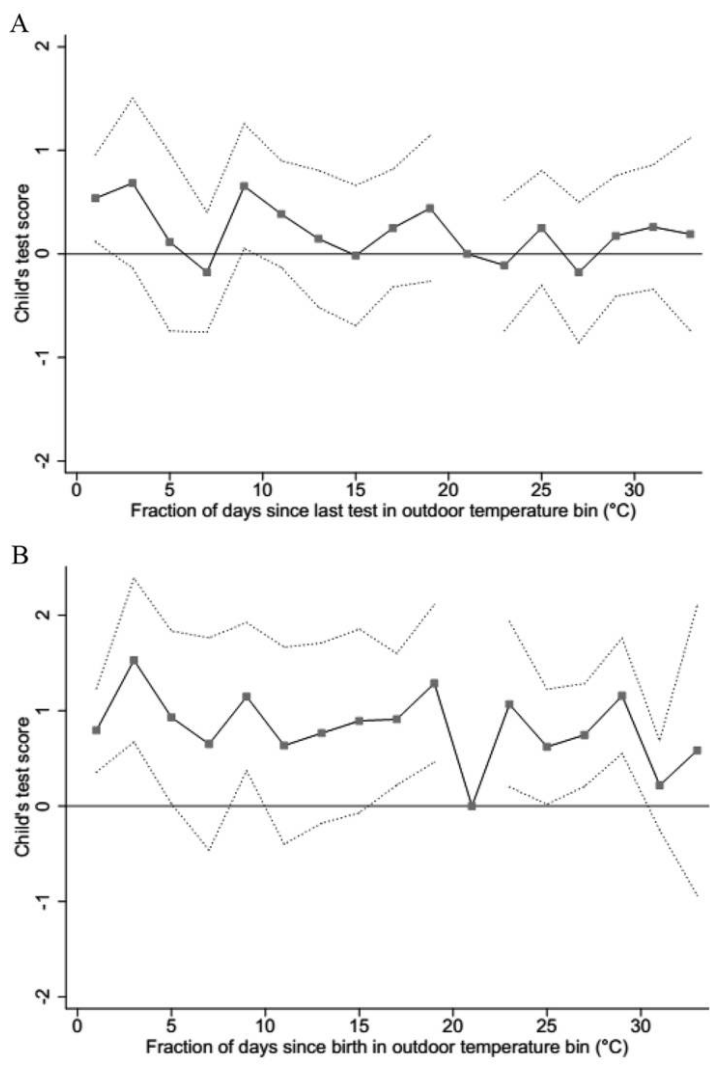 A
2
1
0
-1
-2
Child's test score
0 5 10 15 20 25 30
Fraction of days since last test in outdoor temperature bin (°C)
B
2
1
0
-1
-2
Child's test score
0 5 10 15 20 25 30
Fraction of days since birth in outdoor temperature bin (°C)